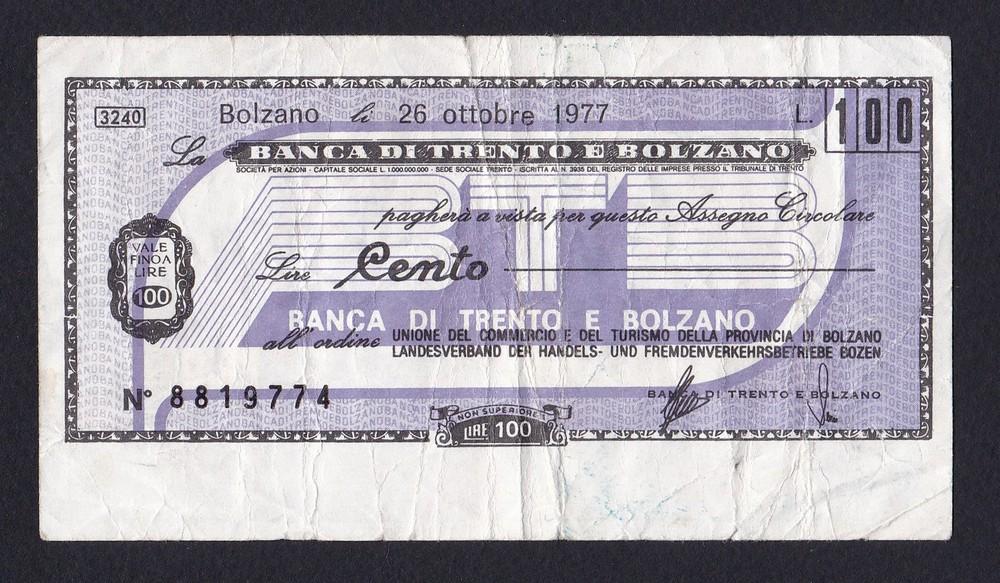 3240 Bolzano li 26 ottobre 1977 L. 100
La BANCA DI TRENTO E BOLZANO
SOCIETÀ PER AZIONI - CAPITALE SOCIALE L. 1.000.000.000 - SEDE SOCIALE TRENTO - ISCRITTA AL N. 3935 DEL REGISTRO DELLE IMPRESE PRESSO IL TRIBUNALE DI TRENTO
BTB
pagherà a vista per questo Assegno Circolare
VALE
FINO A
LIRE
100
Lire Cento
BANCA DI TRENTO E BOLZANO
all'ordine UNIONE DEL COMMERCIO E DEL TURISMO DELLA PROVINCIA DI BOLZANO
LANDESVERBAND DER HANDELS- UND FREMDENVERKEHRSBETRIEBE BOZEN
N° 8819774
BANCA DI TRENTO E BOLZANO
NON SUPERIORE A
LIRE 100